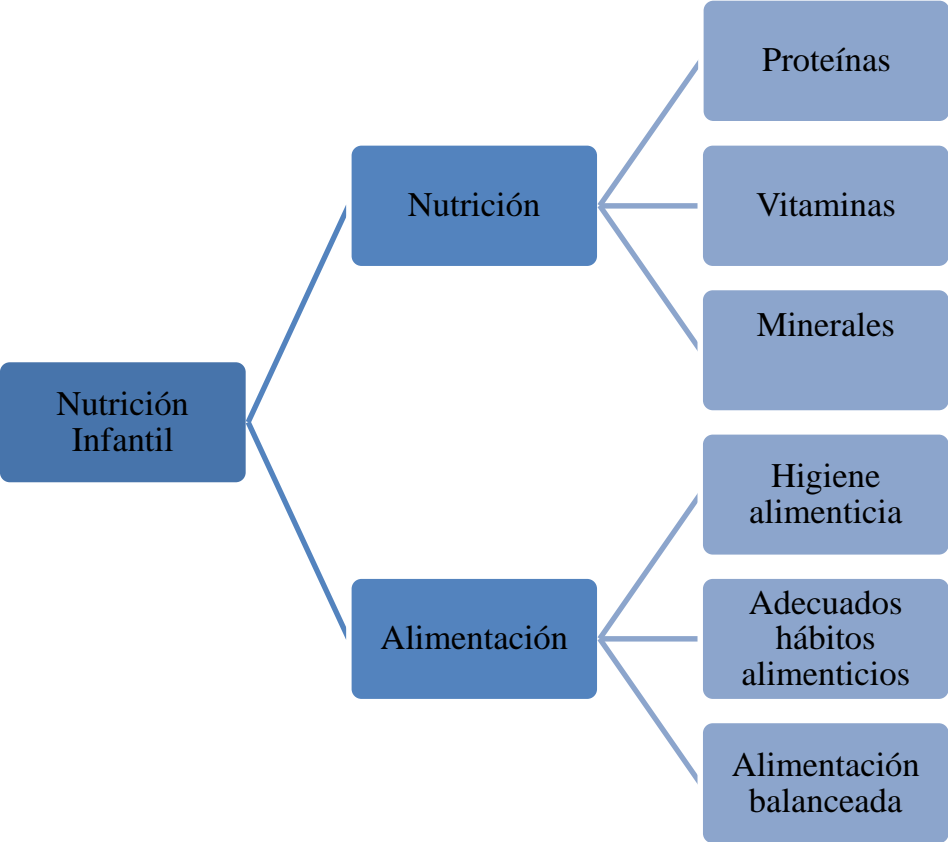 Nutrición
Infantil
Nutrición
Proteínas
Vitaminas
Minerales
Alimentación
Higiene
alimenticia
Adecuados
hábitos
alimenticios
Alimentación
balanceada